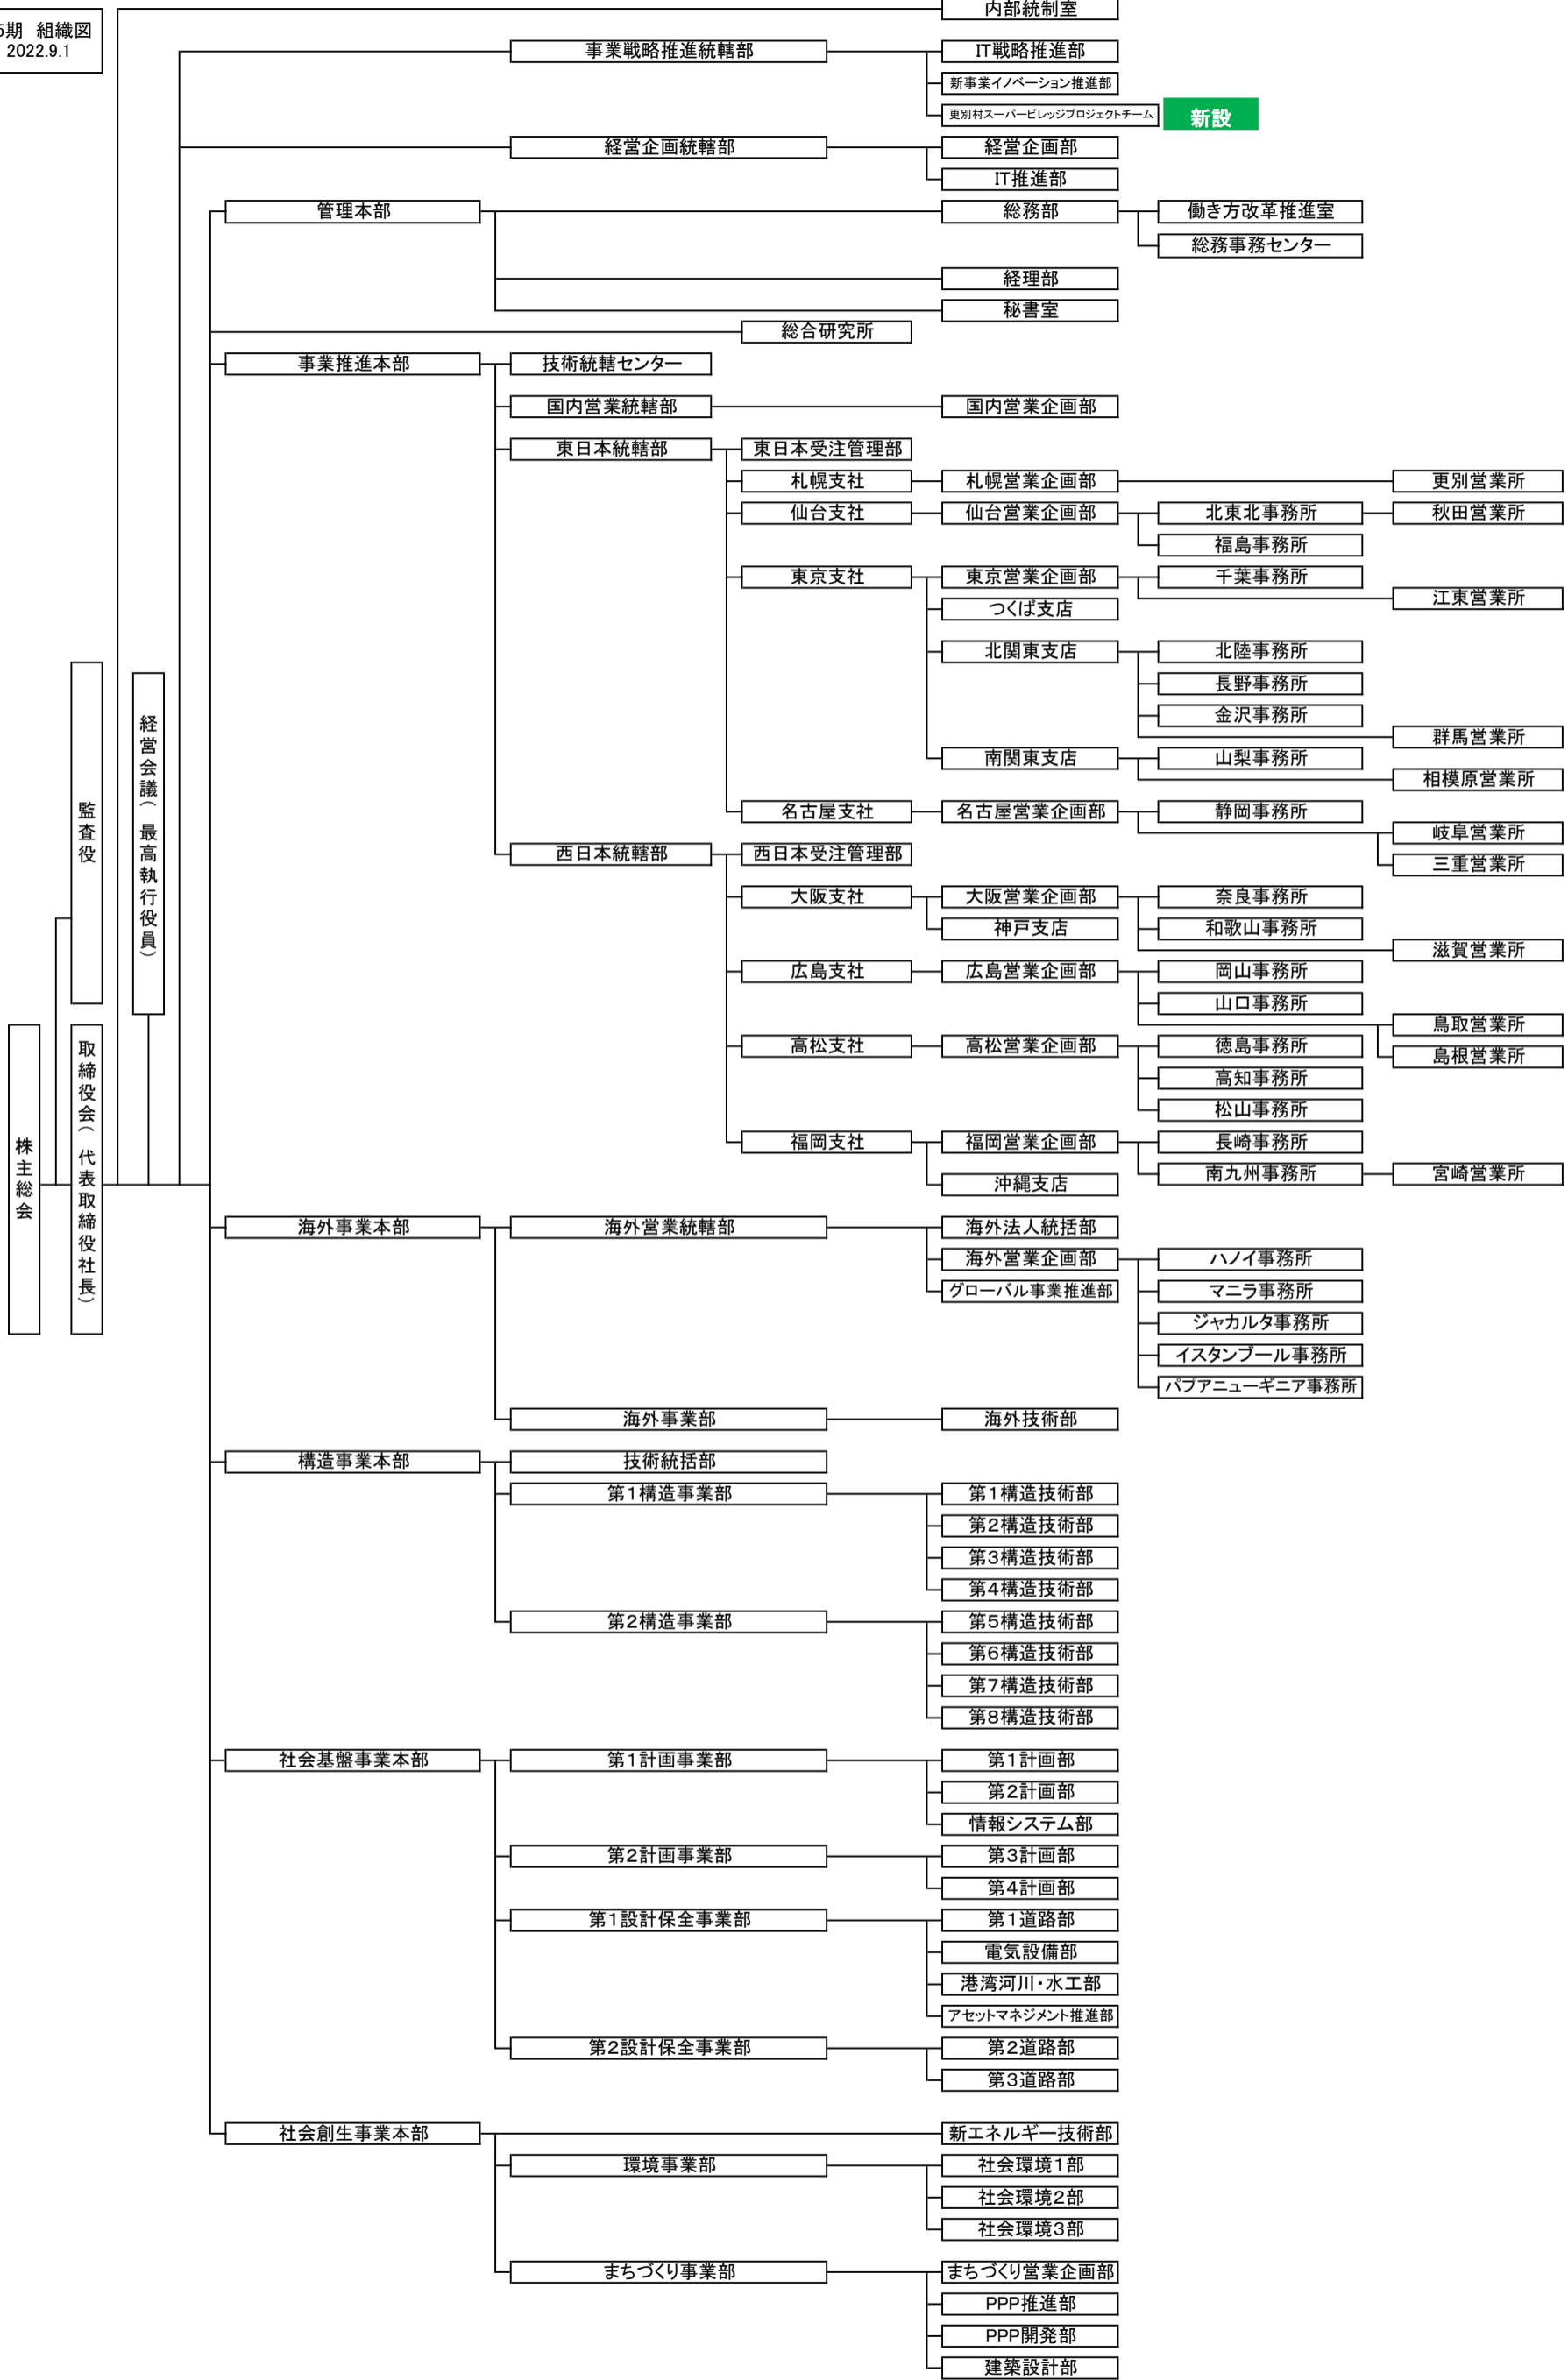 期 組織図
2022.9.1
内部統制室
事業戦略推進統轄部
IT戦略推進部
新事業イノベーション推進部
更別村スーパービレッジプロジェクトチーム
新設
経営企画統轄部
経営企画部
IT推進部
管理本部
総務部
働き方改革推進室
総務事務センター
経理部
秘書室
総合研究所
事業推進本部
技術統轄センター
国内営業統轄部
国内営業企画部
東日本統轄部
東日本受注管理部
札幌支社
札幌営業企画部
更別営業所
仙台支社
仙台営業企画部
北東北事務所
秋田営業所
福島事務所
東京支社
東京営業企画部
千葉事務所
江東営業所
つくば支店
北関東支店
北陸事務所
長野事務所
金沢事務所
群馬営業所
南関東支店
山梨事務所
相模原営業所
名古屋支社
名古屋営業企画部
静岡事務所
岐阜営業所
三重営業所
西日本統轄部
西日本受注管理部
大阪支社
大阪営業企画部
奈良事務所
神戸支店
和歌山事務所
滋賀営業所
広島支社
広島営業企画部
岡山事務所
山口事務所
鳥取営業所
島根営業所
高松支社
高松営業企画部
徳島事務所
高知事務所
松山事務所
福岡支社
福岡営業企画部
長崎事務所
南九州事務所
宮崎営業所
沖縄支店
株主総会
監査役
取締役会(代表取締役社長)
経営会議(最高執行役員)
海外事業本部
海外営業統轄部
海外法人統括部
海外営業企画部
ハノイ事務所
グローバル事業推進部
マニラ事務所
ジャカルタ事務所
イスタンブール事務所
パプアニューギニア事務所
海外事業部
海外技術部
構造事業本部
技術統括部
第1構造事業部
第1構造技術部
第2構造技術部
第3構造技術部
第4構造技術部
第2構造事業部
第5構造技術部
第6構造技術部
第7構造技術部
第8構造技術部
社会基盤事業本部
第1計画事業部
第1計画部
第2計画部
情報システム部
第2計画事業部
第3計画部
第4計画部
第1設計保全事業部
第1道路部
電気設備部
港湾河川・水工部
アセットマネジメント推進部
第2設計保全事業部
第2道路部
第3道路部
社会創生事業本部
新エネルギー技術部
環境事業部
社会環境1部
社会環境2部
社会環境3部
まちづくり事業部
まちづくり営業企画部
PPP推進部
PPP開発部
建築設計部